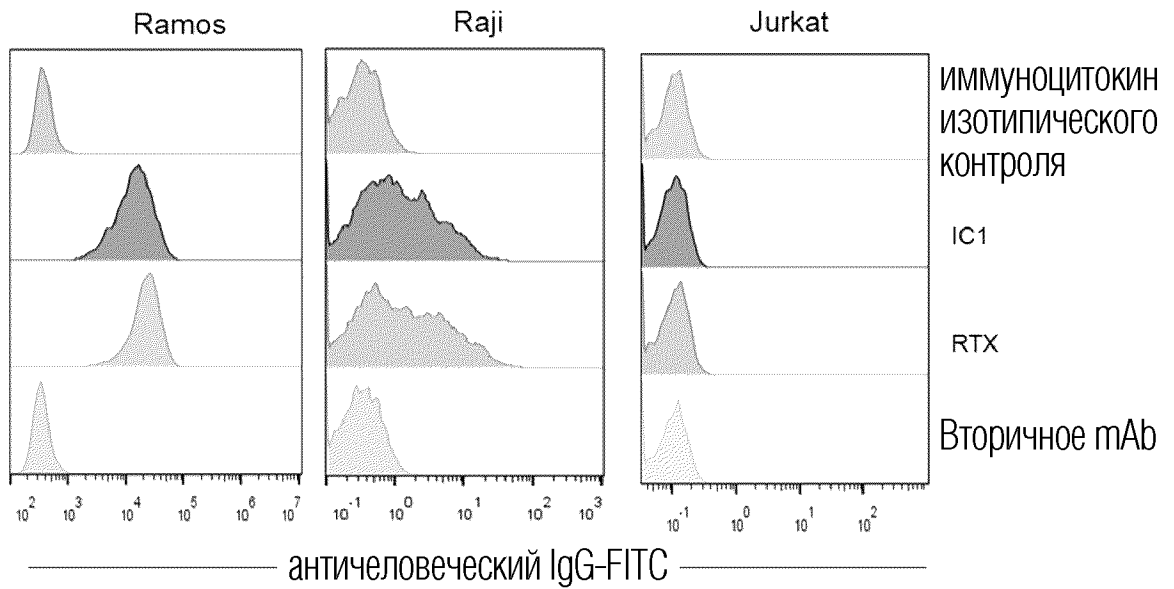 Ramos
Raji
Jurkat
иммуноцитокин
изотипического
контроля
IC1
RTX
Вторичное mAb
10^2 10^3 10^4 10^5 10^6 10^7
10^-1 10^0 10^1 10^2 10^3
10^-1 10^0 10^1 10^2
античеловеческий IgG-FITC